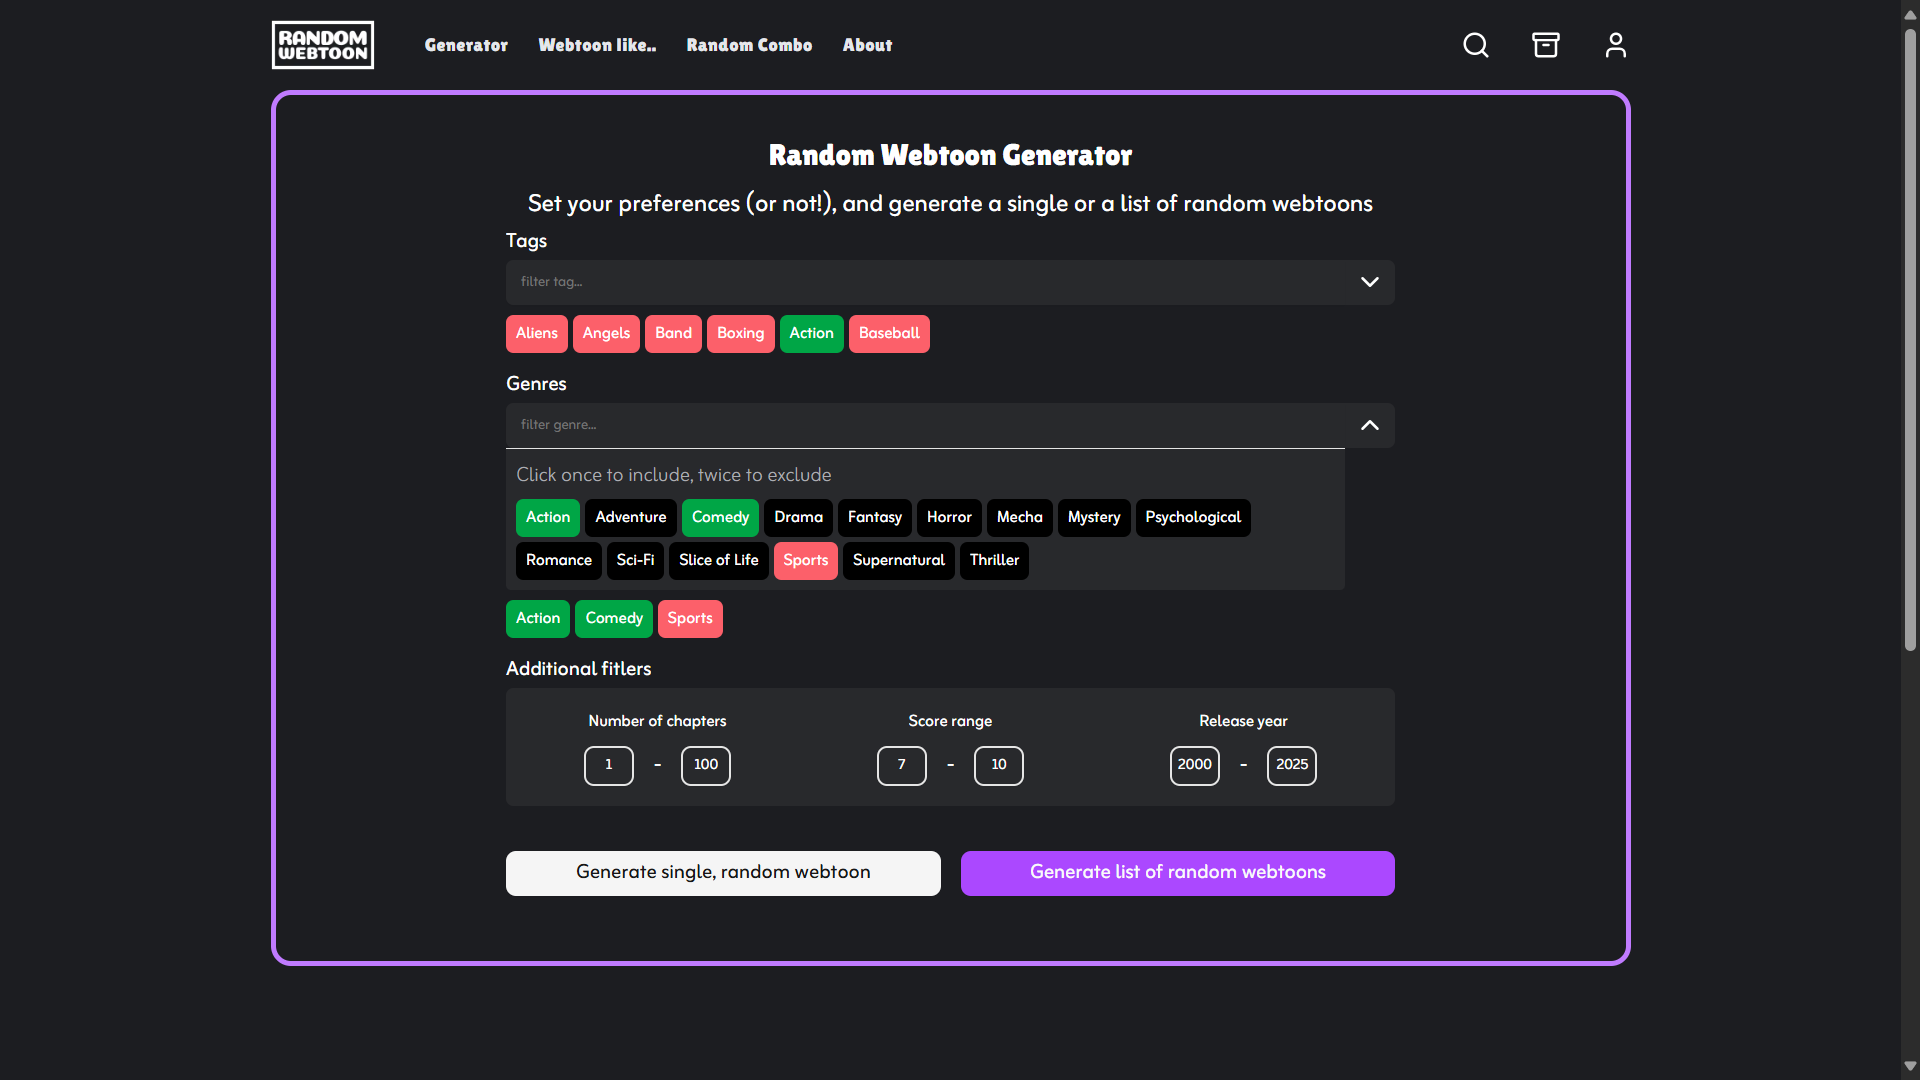 RANDOM
WEBTOON
Generator Webtoon like.. Random Combo About
Random Webtoon Generator
Set your preferences (or not!), and generate a single or a list of random webtoons
Tags
filter tag...
Aliens Angels Band Boxing Action Baseball
Genres
filter genre...
Click once to include, twice to exclude
Action Adventure Comedy Drama Fantasy Horror Mecha Mystery Psychological
Romance Sci-Fi Slice of Life Sports Supernatural Thriller
Action Comedy Sports
Additional fitlers
Number of chapters Score range Release year
1 - 100 7 - 10 2000 - 2025
Generate single, random webtoon Generate list of random webtoons